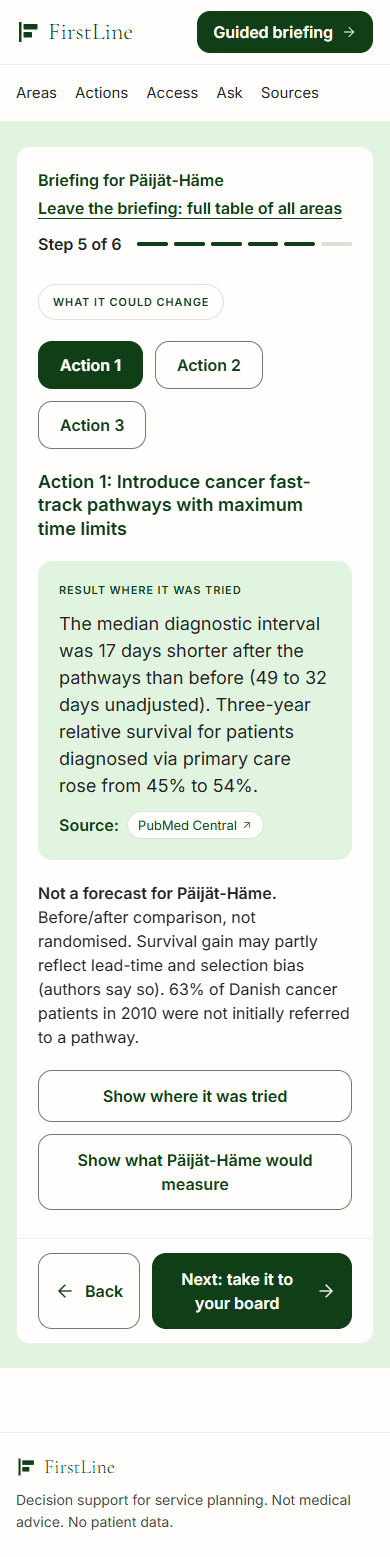 FirstLine
Guided briefing →
Areas Actions Access Ask Sources
Briefing for Päijät-Häme
Leave the briefing: full table of all areas
Step 5 of 6
WHAT IT COULD CHANGE
Action 1
Action 2
Action 3
Action 1: Introduce cancer fast-
track pathways with maximum
time limits
RESULT WHERE IT WAS TRIED
The median diagnostic interval
was 17 days shorter after the
pathways than before (49 to 32
days unadjusted). Three-year
relative survival for patients
diagnosed via primary care
rose from 45% to 54%.
Source: PubMed Central ↗
Not a forecast for Päijät-Häme.
Before/after comparison, not
randomised. Survival gain may partly
reflect lead-time and selection bias
(authors say so). 63% of Danish cancer
patients in 2010 were not initially referred
to a pathway.
Show where it was tried
Show what Päijät-Häme would
measure
← Back
Next: take it to
your board →
FirstLine
Decision support for service planning. Not medical
advice. No patient data.